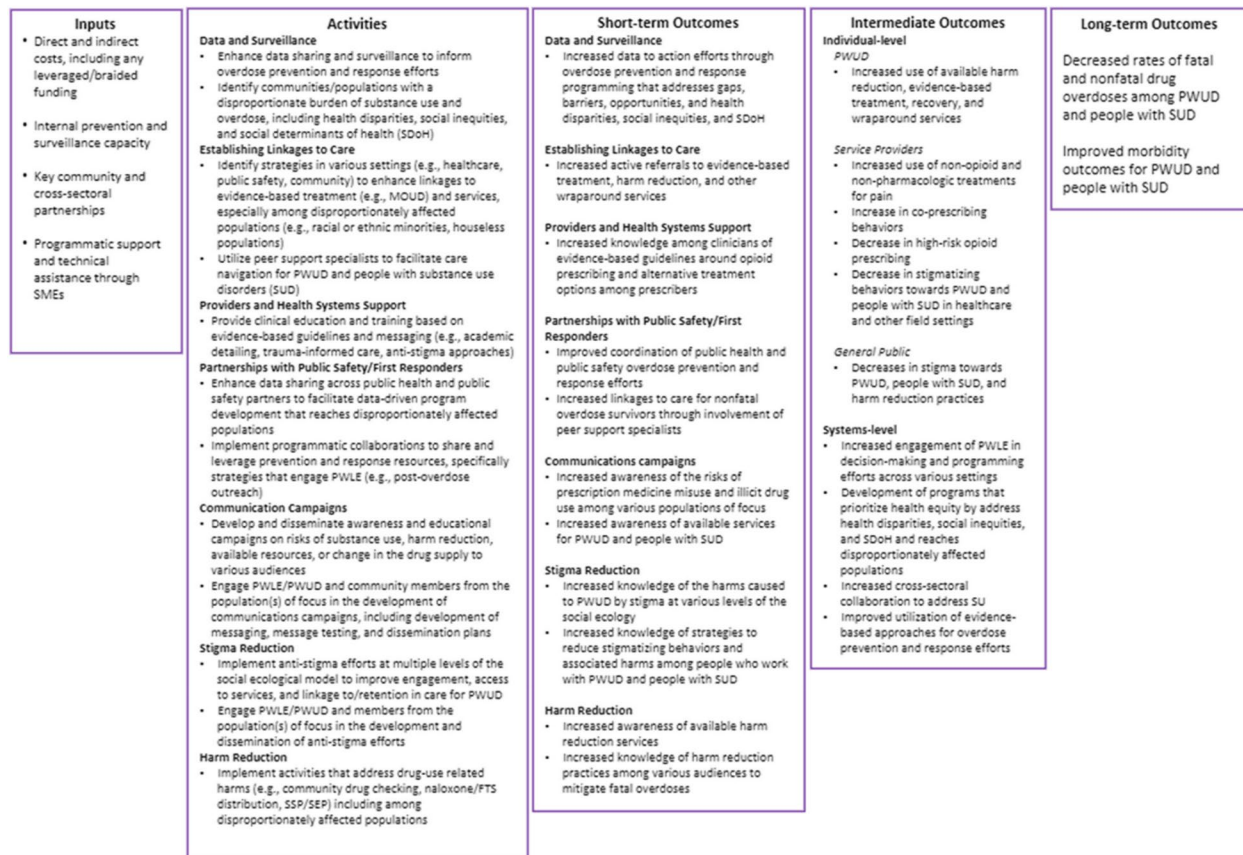 Inputs
• Direct and indirect
costs, including any
leveraged/braided
funding
• Internal prevention and
surveillance capacity
• Key community and
cross-sectoral
partnerships
• Programmatic support
and technical
assistance through
SMEs
Activities
Data and Surveillance
• Enhance data sharing and surveillance to inform
overdose prevention and response efforts
• Identify communities/populations with a
disproportionate burden of substance use and
overdose, including health disparities, social inequities,
and social determinants of health (SDoH)
Establishing Linkages to Care
• Identify strategies in various settings (e.g., healthcare,
public safety, community) to enhance linkages to
evidence-based treatment (e.g., MOUD) and services,
especially among disproportionately affected
populations (e.g., racial or ethnic minorities, houseless
populations)
• Utilize peer support specialists to facilitate care
navigation for PWUD and people with substance use
disorders (SUD)
Providers and Health Systems Support
• Provide clinical education and training based on
evidence-based guidelines and messaging (e.g., academic
detailing, trauma-informed care, anti-stigma approaches)
Partnerships with Public Safety/First Responders
• Enhance data sharing across public health and public
safety partners to facilitate data-driven program
development that reaches disproportionately affected
populations
• Implement programmatic collaborations to share and
leverage prevention and response resources, specifically
strategies that engage PWLE (e.g., post-overdose
outreach)
Communication Campaigns
• Develop and disseminate awareness and educational
campaigns on risks of substance use, harm reduction,
available resources, or change in the drug supply to
various audiences
• Engage PWLE/PWUD and community members from the
population(s) of focus in the development of
communications campaigns, including development of
messaging, message testing, and dissemination plans
Stigma Reduction
• Implement anti-stigma efforts at multiple levels of the
social ecological model to improve engagement, access
to services, and linkage to/retention in care for PWUD
• Engage PWLE/PWUD and members from the
population(s) of focus in the development and
dissemination of anti-stigma efforts
Harm Reduction
• Implement activities that address drug-use related
harms (e.g., community drug checking, naloxone/FTS
distribution, SSP/SEP) including among
disproportionately affected populations
Short-term Outcomes
Data and Surveillance
• Increased data to action efforts through
overdose prevention and response
programming that addresses gaps,
barriers, opportunities, and health
disparities, social inequities, and SDoH
Establishing Linkages to Care
• Increased active referrals to evidence-based
treatment, harm reduction, and other
wraparound services
Providers and Health Systems Support
• Increased knowledge among clinicians of
evidence-based guidelines around opioid
prescribing and alternative treatment
options among prescribers
Partnerships with Public Safety/First
Responders
• Improved coordination of public health and
public safety overdose prevention and
response efforts
• Increased linkages to care for nonfatal
overdose survivors through involvement of
peer support specialists
Communications campaigns
• Increased awareness of the risks of
prescription medicine misuse and illicit drug
use among various populations of focus
• Increased awareness of available services
for PWUD and people with SUD
Stigma Reduction
• Increased knowledge of the harms caused
to PWUD by stigma at various levels of the
social ecology
• Increased knowledge of strategies to
reduce stigmatizing behaviors and
associated harms among people who work
with PWUD and people with SUD
Harm Reduction
• Increased awareness of available harm
reduction services
• Increased knowledge of harm reduction
practices among various audiences to
mitigate fatal overdoses
Intermediate Outcomes
Individual-level
PWUD
• Increased use of available harm
reduction, evidence-based
treatment, recovery, and
wraparound services
Service Providers
• Increased use of non-opioid and
non-pharmacologic treatments
for pain
• Increase in co-prescribing
behaviors
• Decrease in high-risk opioid
prescribing
• Decrease in stigmatizing
behaviors towards PWUD and
people with SUD in healthcare
and other field settings
General Public
• Decreases in stigma towards
PWUD, people with SUD, and
harm reduction practices
Systems-level
• Increased engagement of PWLE in
decision-making and programming
efforts across various settings
• Development of programs that
prioritize health equity by address
health disparities, social inequities,
and SDoH and reaches
disproportionately affected
populations
• Increased cross-sectoral
collaboration to address SU
• Improved utilization of evidence-
based approaches for overdose
prevention and response efforts
Long-term Outcomes
Decreased rates of fatal
and nonfatal drug
overdoses among PWUD
and people with SUD
Improved morbidity
outcomes for PWUD and
people with SUD